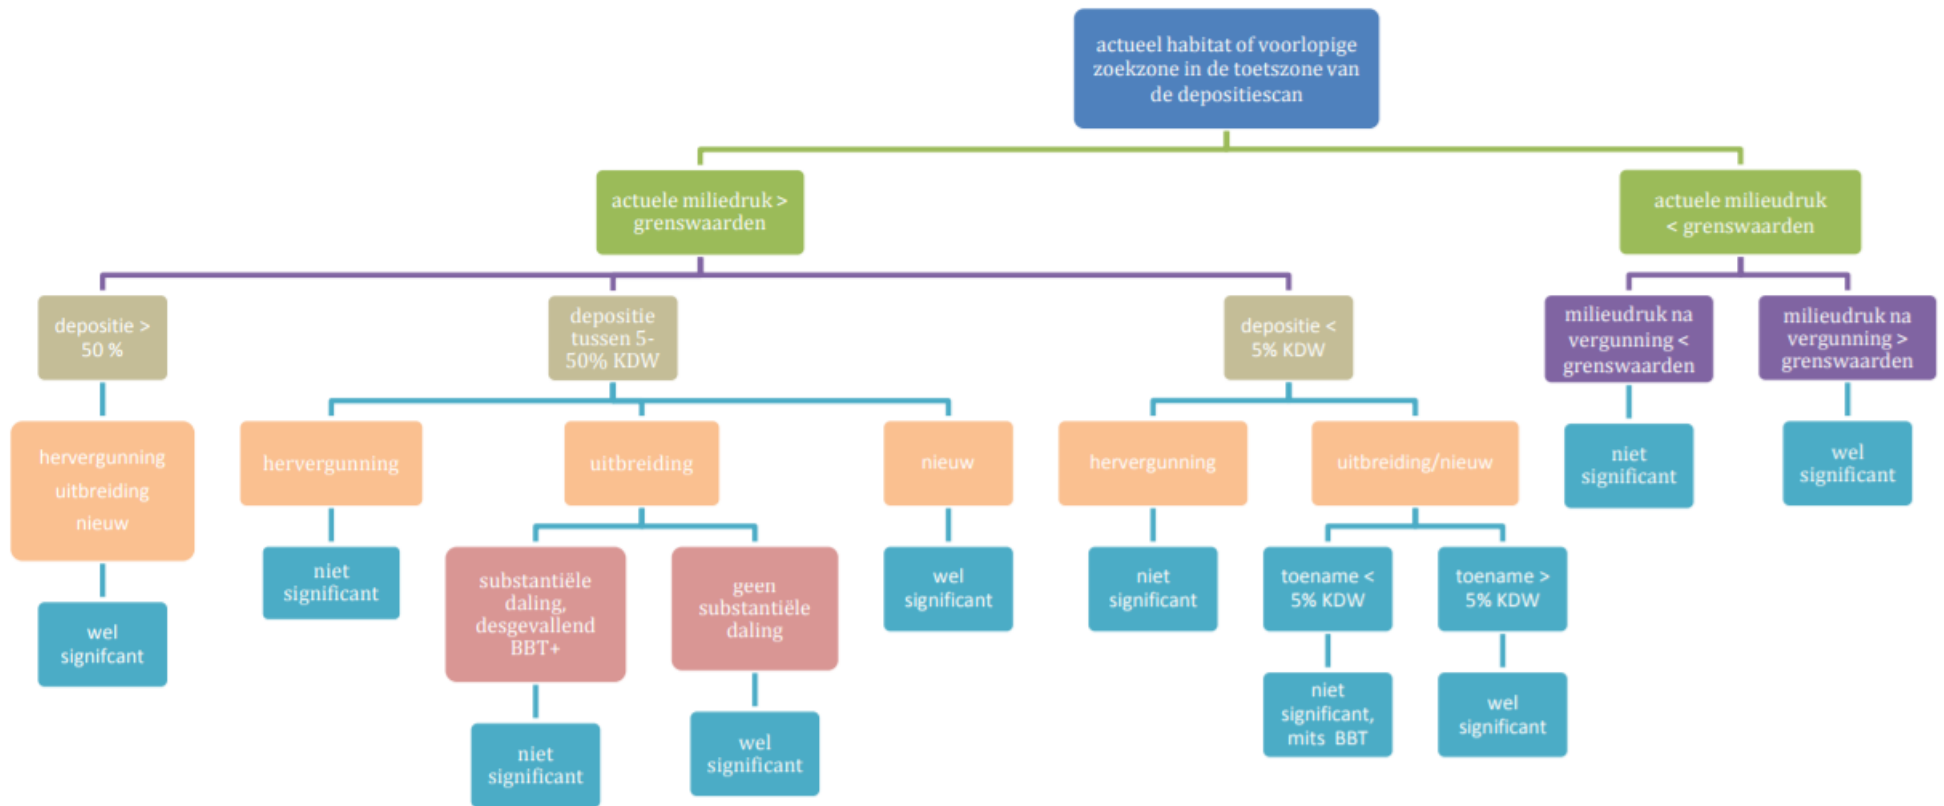 actueel habitat of voorlopige
zoekzone in de toetszone van
de depositiescan
actuele miliedruk >
grenswaarden
actuele milieudruk
< grenswaarden
depositie >
50 %
depositie
tussen 5-
50% KDW
depositie <
5% KDW
milieudruk na
vergunning <
grenswaarden
milieudruk na
vergunning >
grenswaarden
hervergunning
uitbreiding
nieuw
hervergunning
uitbreiding
nieuw
hervergunning
uitbreiding/nieuw
niet
significant
wel
significant
wel
signifcant
niet
significant
substantiële
daling,
desgevallend
BBT+
geen
substantiële
daling
wel
significant
niet
significant
toename <
5% KDW
toename >
5% KDW
niet
significant
wel
significant
niet
significant,
mits BBT
wel
significant